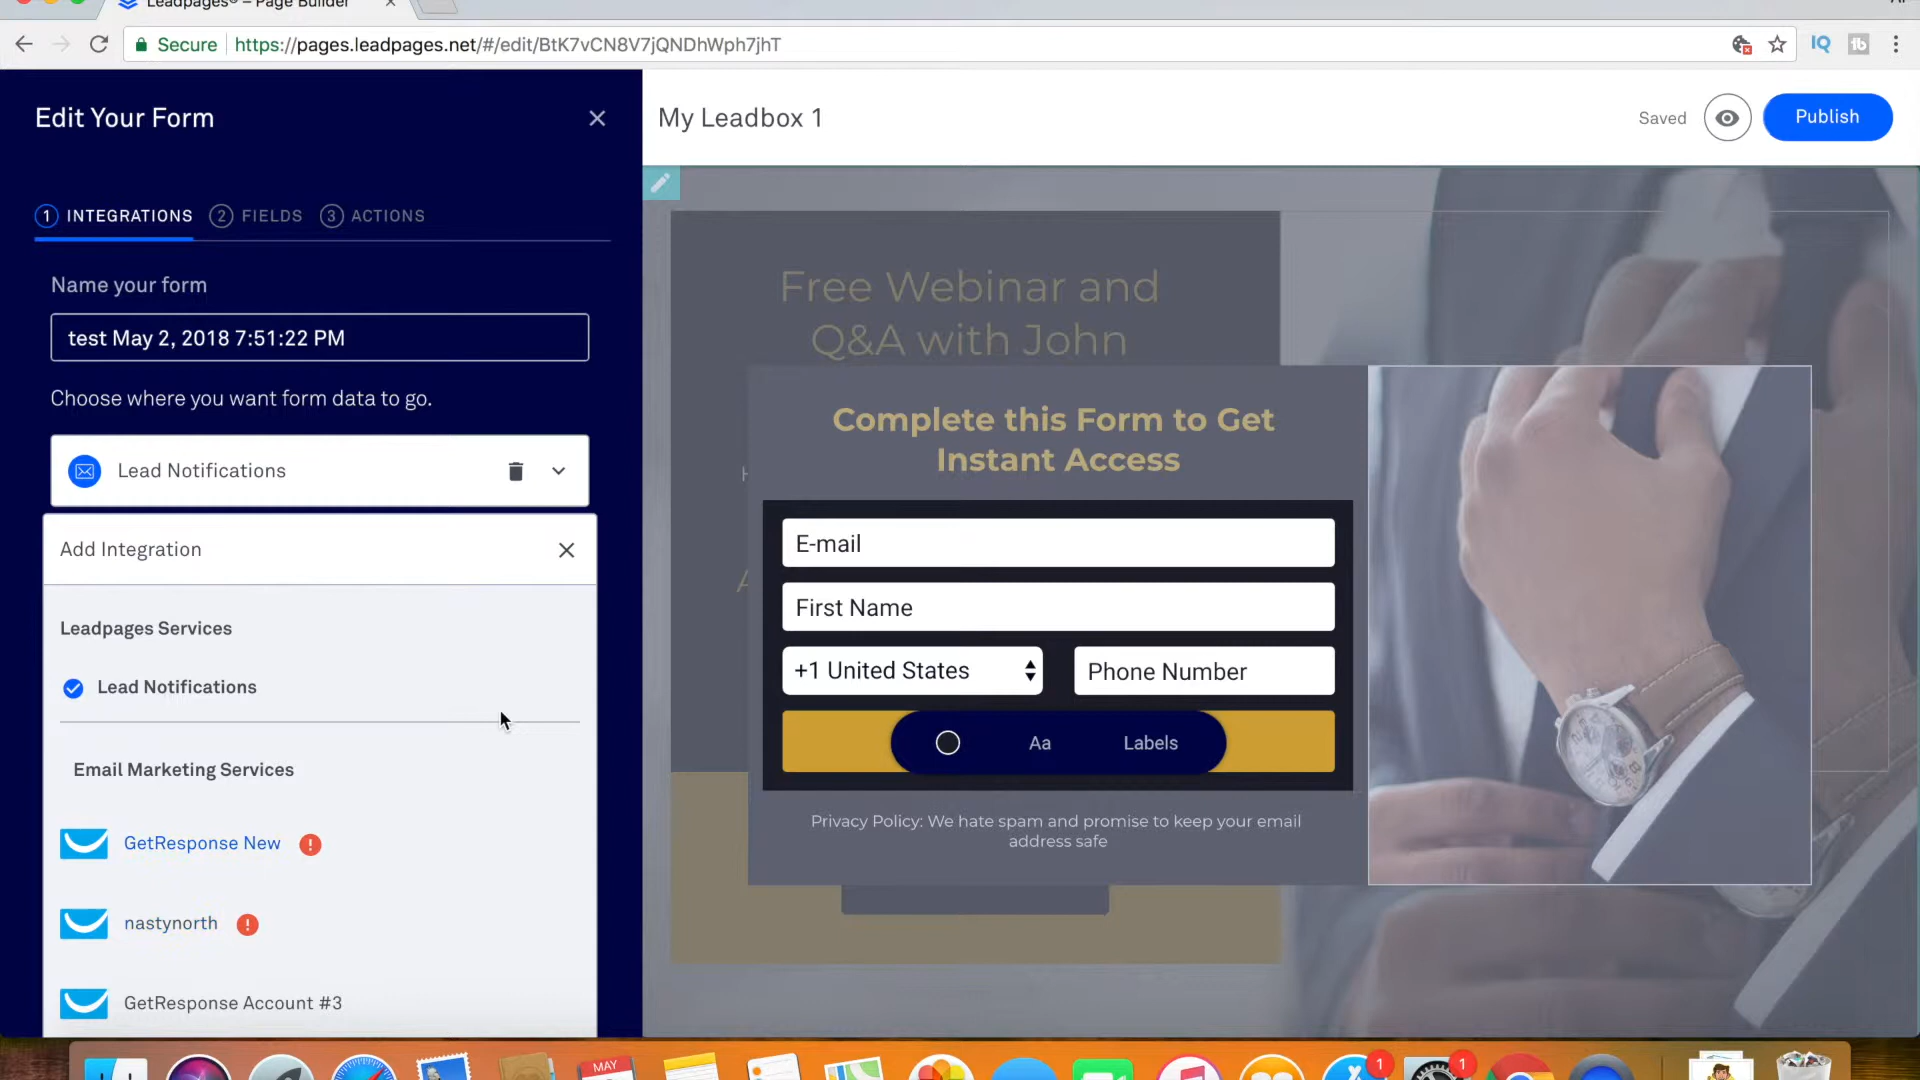 Leadpages® – Page Builder
Secure
https://pages.leadpages.net/#/edit/BtK7vCN8V7jQNDhWph7jhT
IQ
Edit Your Form
My Leadbox 1
Saved
Publish
1 INTEGRATIONS 2 FIELDS 3 ACTIONS
Name your form
test May 2, 2018 7:51:22 PM
Choose where you want form data to go.
Lead Notifications
Add Integration
Leadpages Services
Lead Notifications
Email Marketing Services
GetResponse New
nastynorth
GetResponse Account #3
Free Webinar and
Q&A with John
Complete this Form to Get
Instant Access
E-mail
First Name
+1 United States
Phone Number
Aa
Labels
Privacy Policy: We hate spam and promise to keep your email
address safe
MAY
1
1